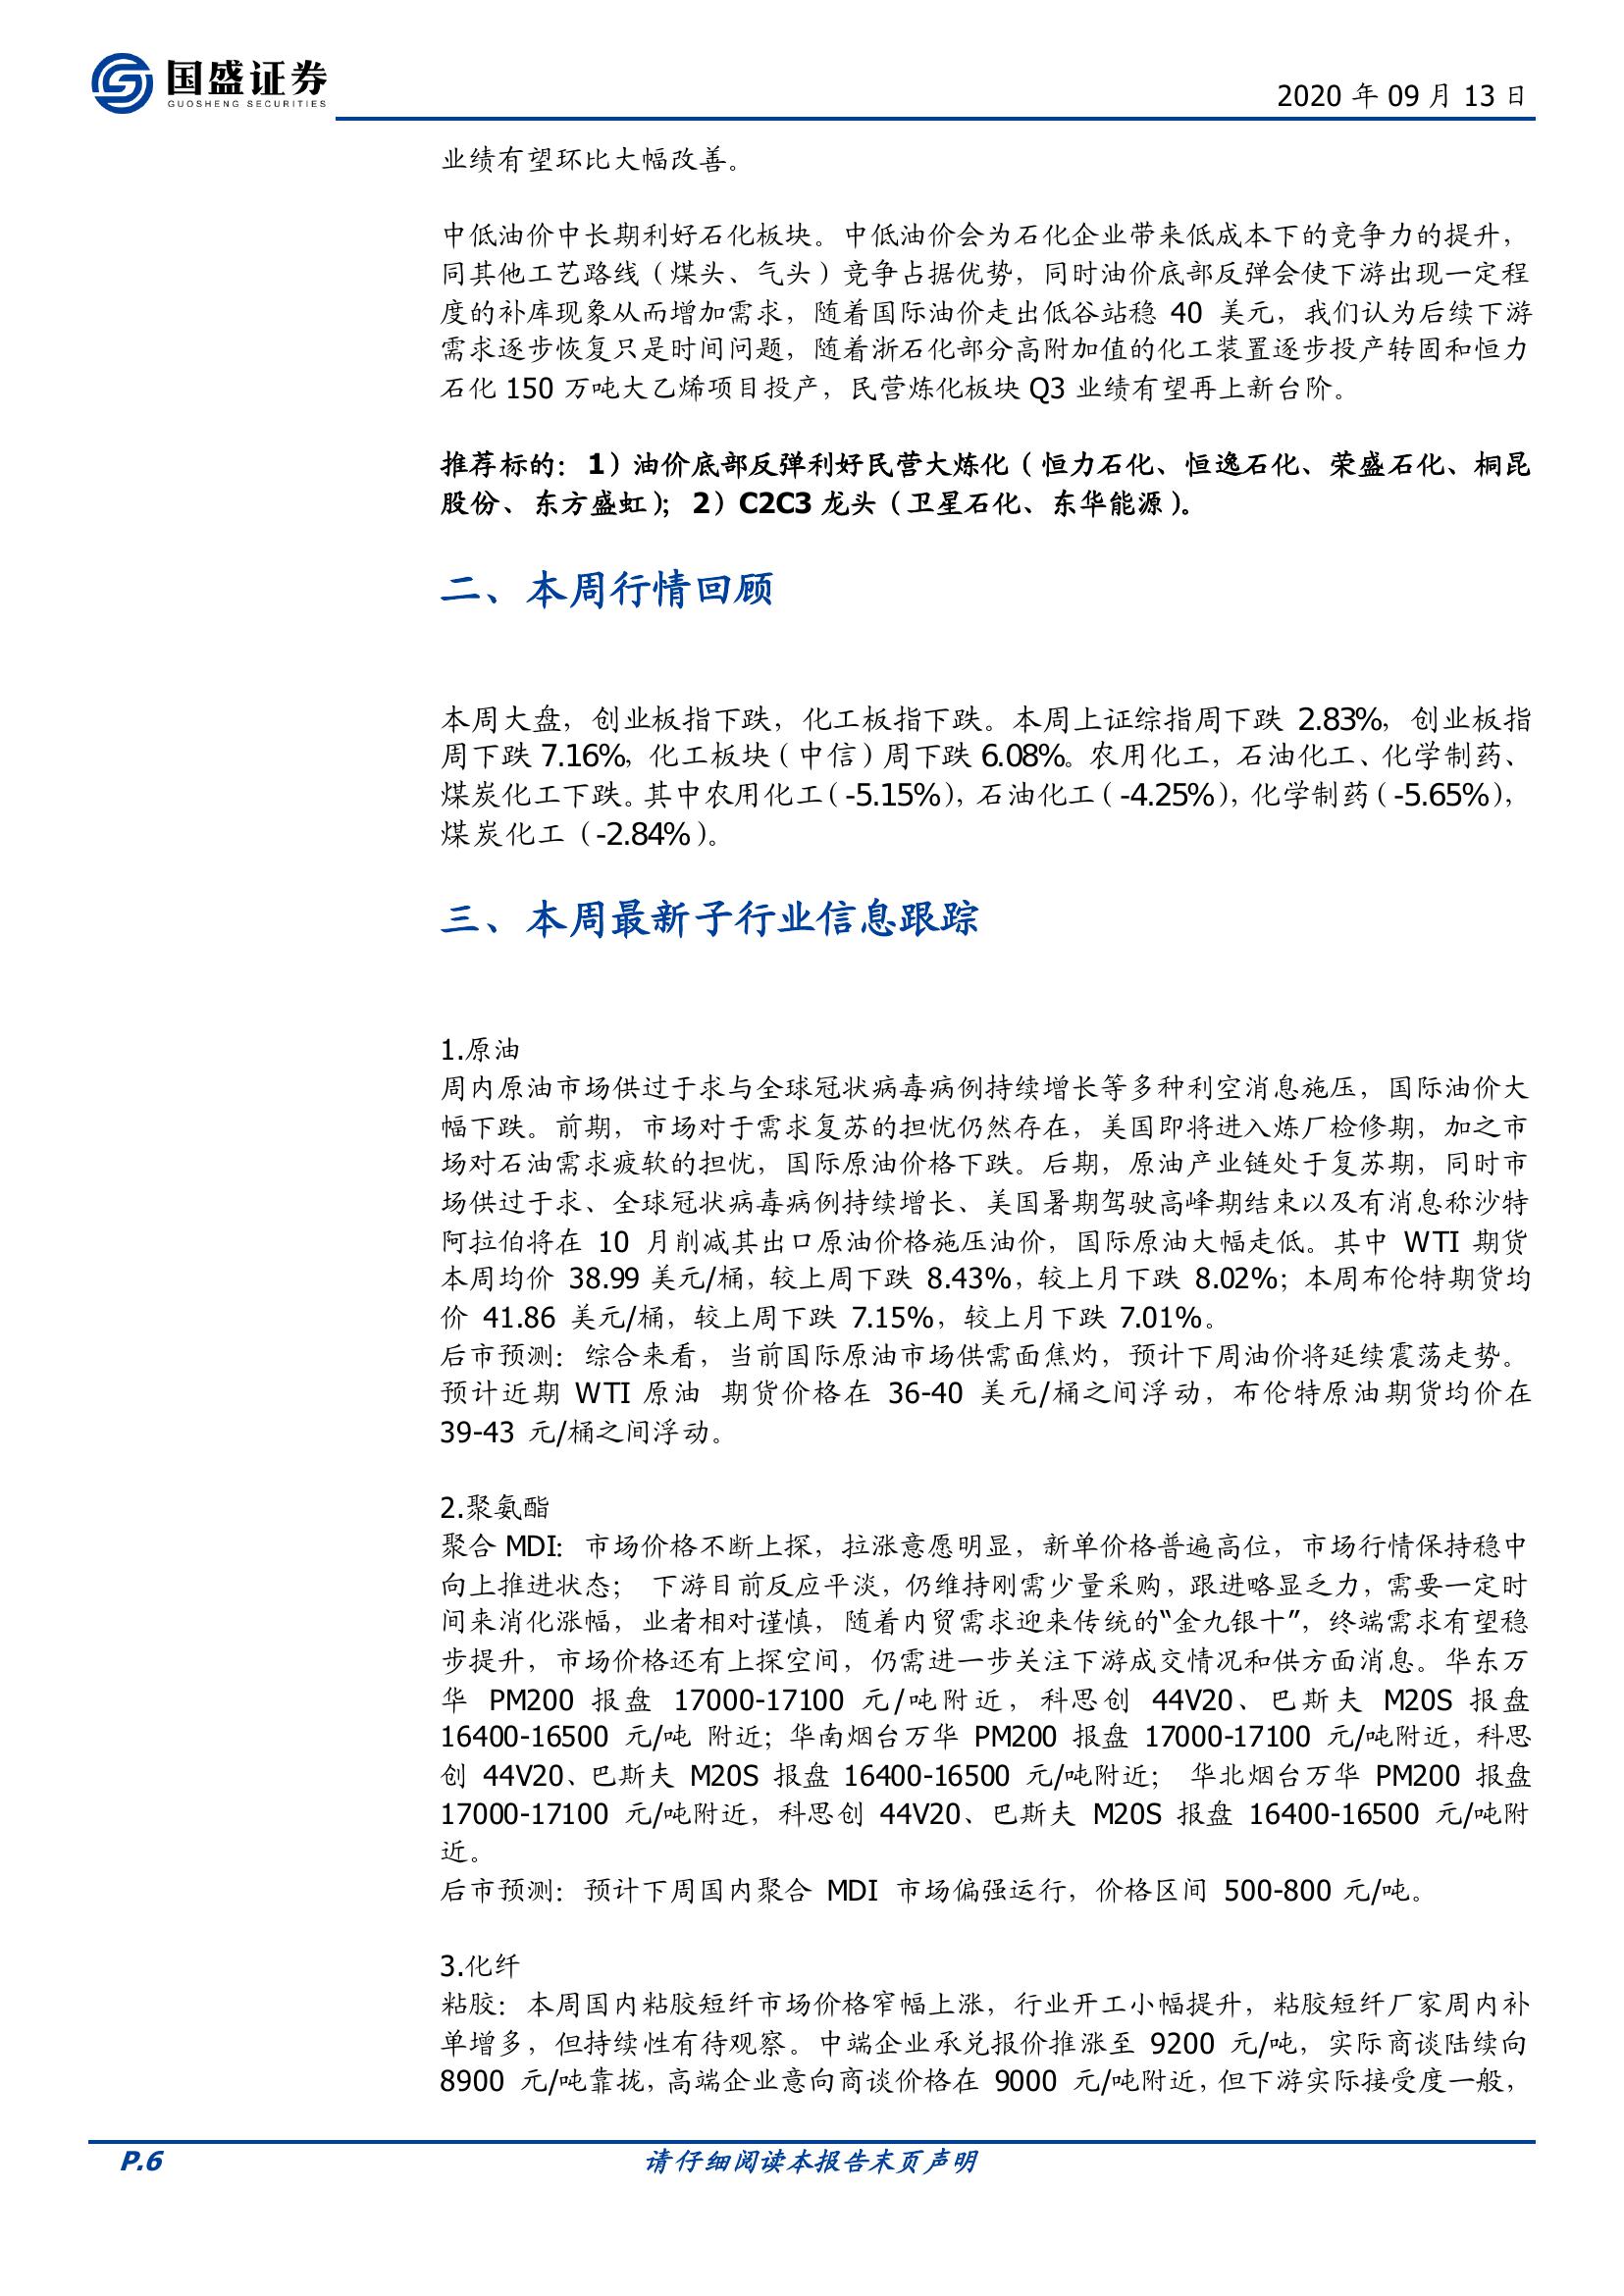 国盛证券
GUOSHENG SECURITIES
2020 年 09 月 13 日
业绩有望环比大幅改善。
中低油价中长期利好石化板块。中低油价会为石化企业带来低成本下的竞争力的提升，
同其他工艺路线（煤头、气头）竞争占据优势，同时油价底部反弹会使下游出现一定程
度的补库现象从而增加需求，随着国际油价走出低谷站稳 40 美元，我们认为后续下游
需求逐步恢复只是时间问题，随着浙石化部分高附加值的化工装置逐步投产转固和恒力
石化 150 万吨大乙烯项目投产，民营炼化板块 Q3 业绩有望再上新台阶。
推荐标的：1）油价底部反弹利好民营大炼化（恒力石化、恒逸石化、荣盛石化、桐昆
股份、东方盛虹）；2）C2C3 龙头（卫星石化、东华能源）。
二、本周行情回顾
本周大盘，创业板指下跌，化工板指下跌。本周上证综指周下跌 2.83%，创业板指
周下跌 7.16%，化工板块（中信）周下跌 6.08%。农用化工，石油化工、化学制药、
煤炭化工下跌。其中农用化工（-5.15%），石油化工（-4.25%），化学制药（-5.65%），
煤炭化工（-2.84%）。
三、本周最新子行业信息跟踪
1.原油
周内原油市场供过于求与全球冠状病毒病例持续增长等多种利空消息施压，国际油价大
幅下跌。前期，市场对于需求复苏的担忧仍然存在，美国即将进入炼厂检修期，加之市
场对石油需求疲软的担忧，国际原油价格下跌。后期，原油产业链处于复苏期，同时市
场供过于求、全球冠状病毒病例持续增长、美国暑期驾驶高峰期结束以及有消息称沙特
阿拉伯将在 10 月削减其出口原油价格施压油价，国际原油大幅走低。其中 WTI 期货
本周均价 38.99 美元/桶，较上周下跌 8.43%，较上月下跌 8.02%；本周布伦特期货均
价 41.86 美元/桶，较上周下跌 7.15%，较上月下跌 7.01%。
后市预测：综合来看，当前国际原油市场供需面焦灼，预计下周油价将延续震荡走势。
预计近期 WTI 原油 期货价格在 36-40 美元/桶之间浮动，布伦特原油期货均价在
39-43 元/桶之间浮动。
2.聚氨酯
聚合 MDI：市场价格不断上探，拉涨意愿明显，新单价格普遍高位，市场行情保持稳中
向上推进状态； 下游目前反应平淡，仍维持刚需少量采购，跟进略显乏力，需要一定时
间来消化涨幅，业者相对谨慎，随着内贸需求迎来传统的“金九银十”，终端需求有望稳
步提升，市场价格还有上探空间，仍需进一步关注下游成交情况和供方面消息。华东万
华 PM200 报盘 17000-17100 元/吨附近，科思创 44V20、巴斯夫 M20S 报盘
16400-16500 元/吨 附近；华南烟台万华 PM200 报盘 17000-17100 元/吨附近，科思
创 44V20、巴斯夫 M20S 报盘 16400-16500 元/吨附近； 华北烟台万华 PM200 报盘
17000-17100 元/吨附近，科思创 44V20、巴斯夫 M20S 报盘 16400-16500 元/吨附
近。
后市预测：预计下周国内聚合 MDI 市场偏强运行，价格区间 500-800 元/吨。
3.化纤
粘胶：本周国内粘胶短纤市场价格窄幅上涨，行业开工小幅提升，粘胶短纤厂家周内补
单增多，但持续性有待观察。中端企业承兑报价推涨至 9200 元/吨，实际商谈陆续向
8900 元/吨靠拢，高端企业意向商谈价格在 9000 元/吨附近，但下游实际接受度一般，
P.6
请仔细阅读本报告末页声明